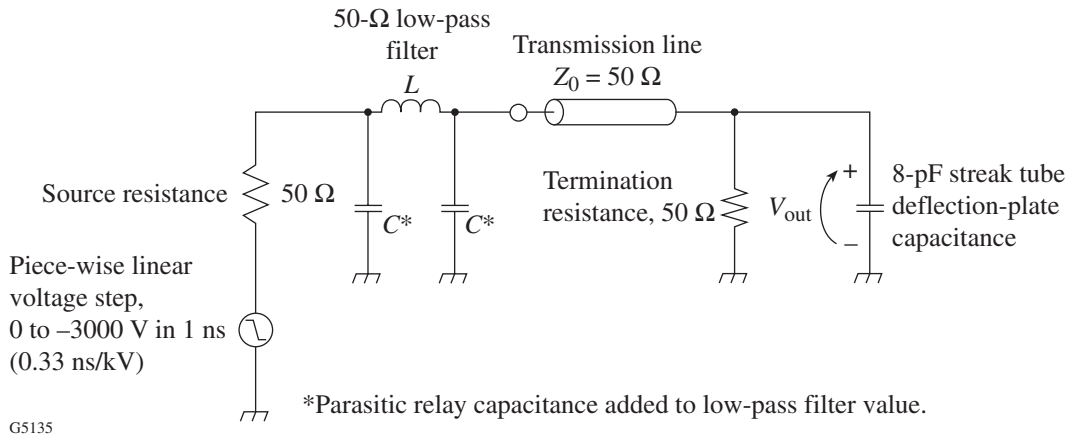 50-Ω low-pass
filter
L
Transmission line
Z0 = 50 Ω
Source resistance
50 Ω
C*
C*
Termination
resistance, 50 Ω
Vout
+
–
8-pF streak tube
deflection-plate
capacitance
Piece-wise linear
voltage step,
0 to –3000 V in 1 ns
(0.33 ns/kV)
*Parasitic relay capacitance added to low-pass filter value.
G5135